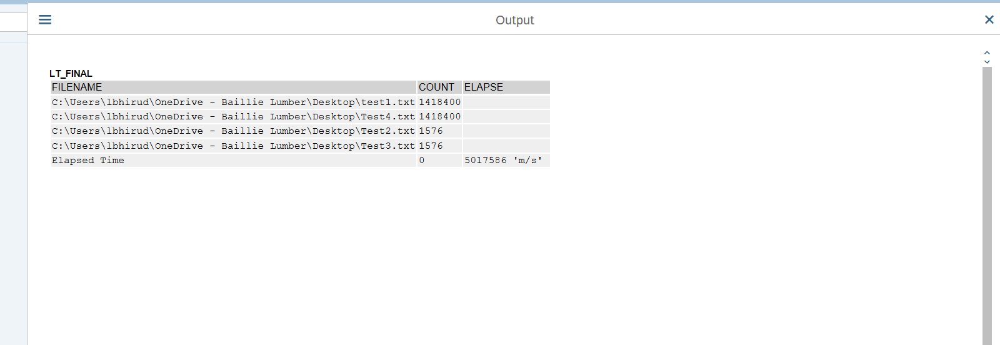 Output
LT_FINAL
FILENAME COUNT ELAPSE
C:\Users\lbhirud\OneDrive - Baillie Lumber\Desktop\test1.txt 1418400
C:\Users\lbhirud\OneDrive - Baillie Lumber\Desktop\Test4.txt 1418400
C:\Users\lbhirud\OneDrive - Baillie Lumber\Desktop\Test2.txt 1576
C:\Users\lbhirud\OneDrive - Baillie Lumber\Desktop\Test3.txt 1576
Elapsed Time 0 5017586 'm/s'